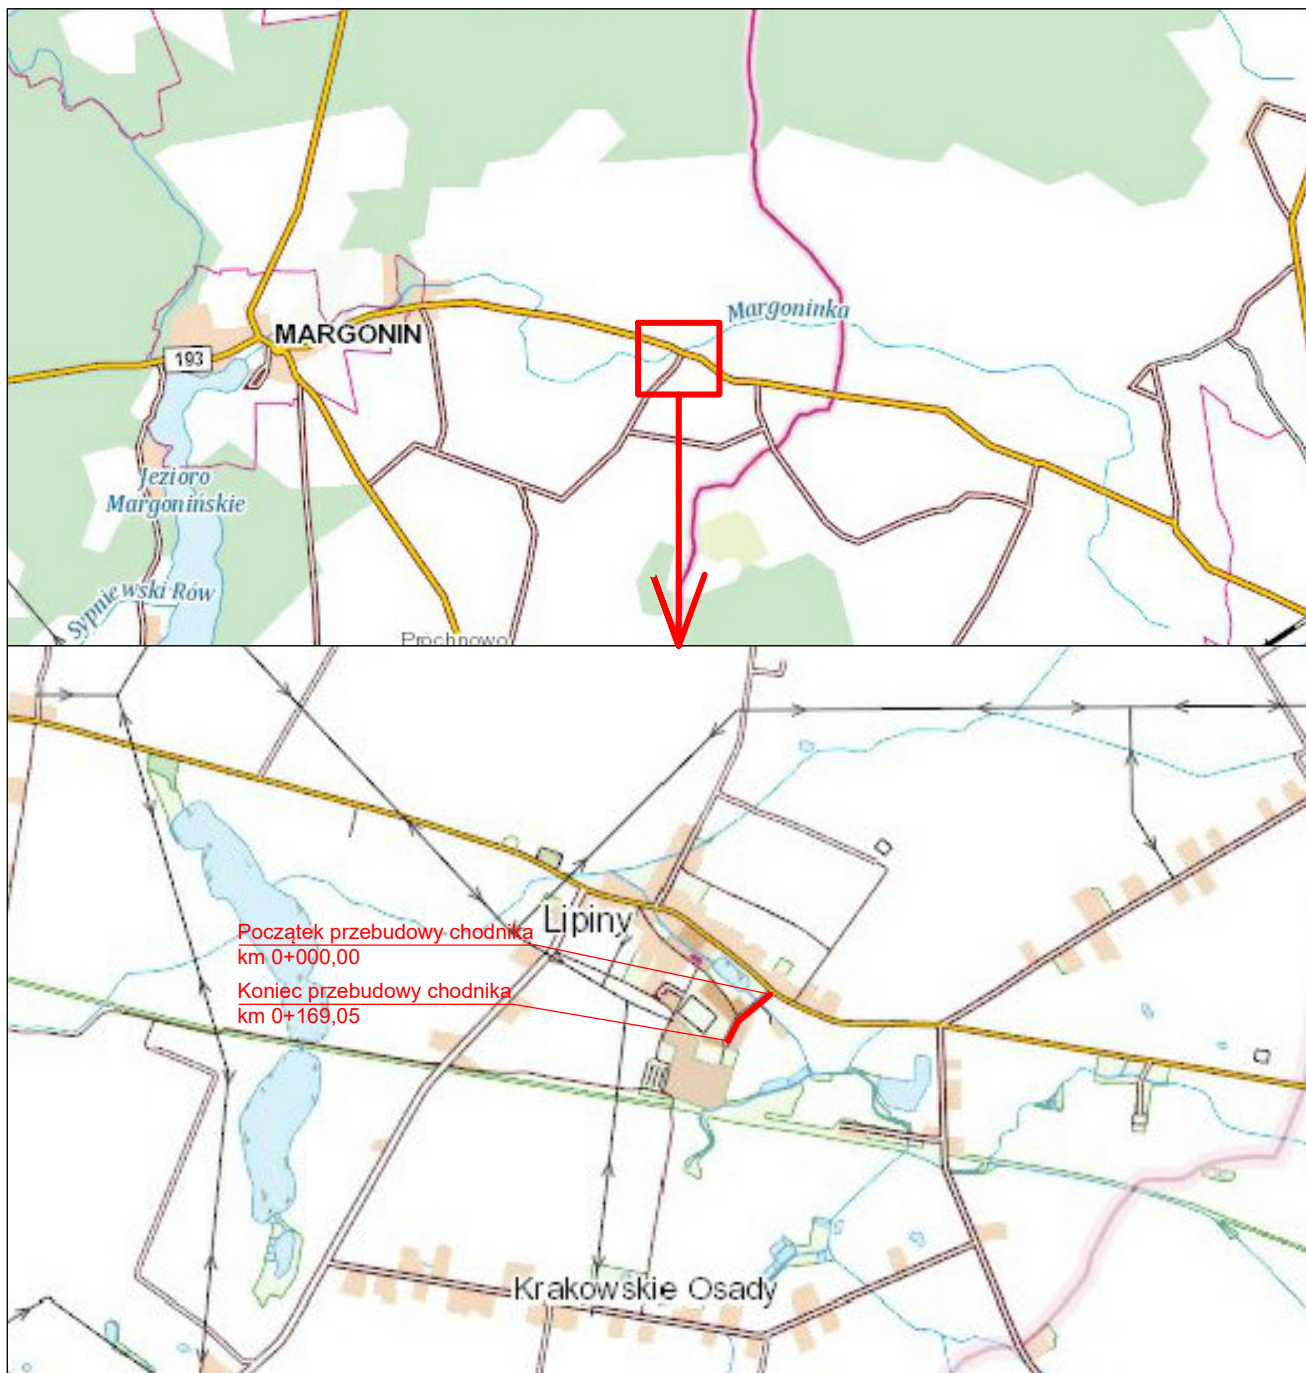 Margoninka
MARGONIN
193
Jezioro
Margonińskie
Sypniewski Rów
Próchnowo
Lipiny
Początek przebudowy chodnika
km 0+000,00
Koniec przebudowy chodnika
km 0+169,05
Krakowskie Osady